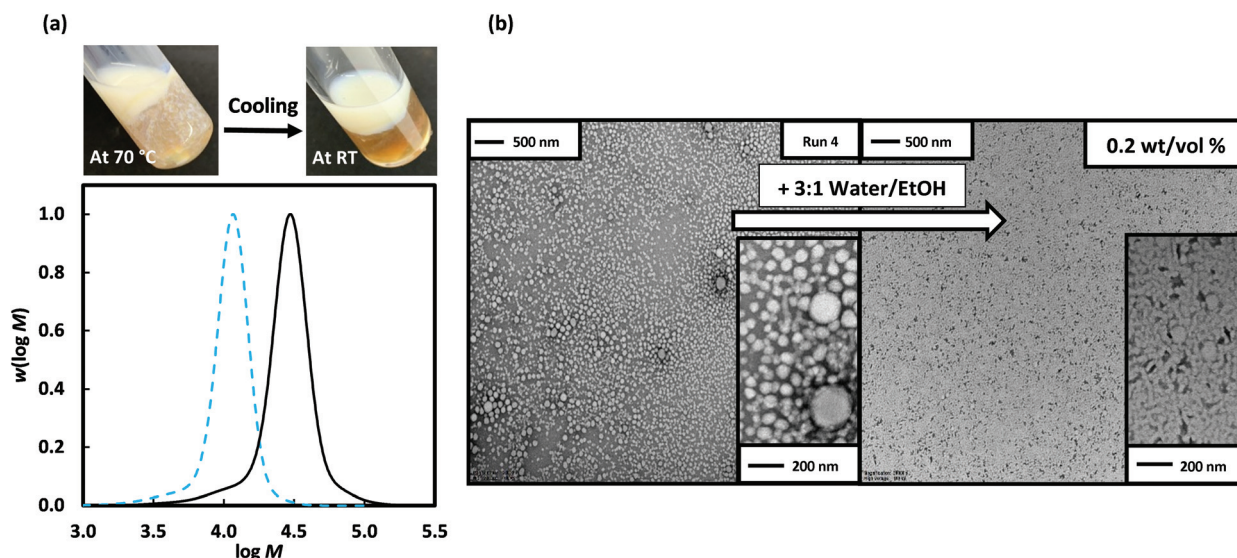 (a)
(b)
Cooling
At 70 °C
At RT
w(log M)
1.0
0.8
0.6
0.4
0.2
0.0
3.0 3.5 4.0 4.5 5.0 5.5
log M
500 nm
Run 4
500 nm
0.2 wt/vol %
+ 3:1 Water/EtOH
200 nm
200 nm